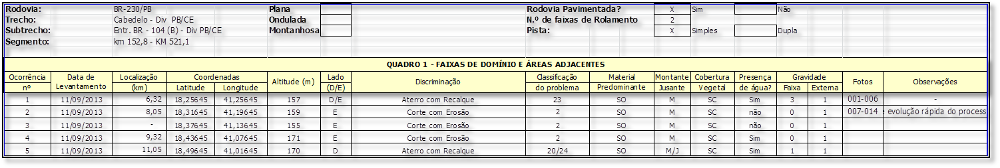 Rodovia: BR-230/PB Plana Rodovia Pavimentada? X Sim Não
Trecho: Cabedelo - Div PB/CE Ondulada N.º de faixas de Rolamento 2
Subtrecho: Entr. BR - 104 (B) - Div PB/CE Montanhosa Pista: X Simples Dupla
Segmento: km 152,8 - KM 521,1
QUADRO 1 - FAIXAS DE DOMÍNIO E ÁREAS ADJACENTES
Ocorrência Data de Localização Coordenadas Altitude (m) Lado Discriminação Classificação Material Montante Cobertura Presença Gravidade Fotos Observações
nº Levantamento (km) Latitude Longitude (D/E) do problema Predominante Jusante Vegetal de água? Faixa Externa
1 11/09/2013 6,32 18,25645 41,25645 157 D/E Aterro com Recalque 23 SO M SC Sim 3 1 001-006 -
2 11/09/2013 8,05 18,31645 41,19645 159 E Corte com Erosão 2 SO M SC não 0 1 007-014 evolução rápida do process
3 11/09/2013 - 18,37645 41,13645 155 E Corte com Erosão 2 SO M SC não 0 1
4 11/09/2013 9,32 18,43645 41,07645 171 E Corte com Erosão 2 SO M SC Sim 0 1
5 11/09/2013 11,05 18,49645 41,01645 170 D Aterro com Recalque 20/24 SO M/J SC Sim 1 1